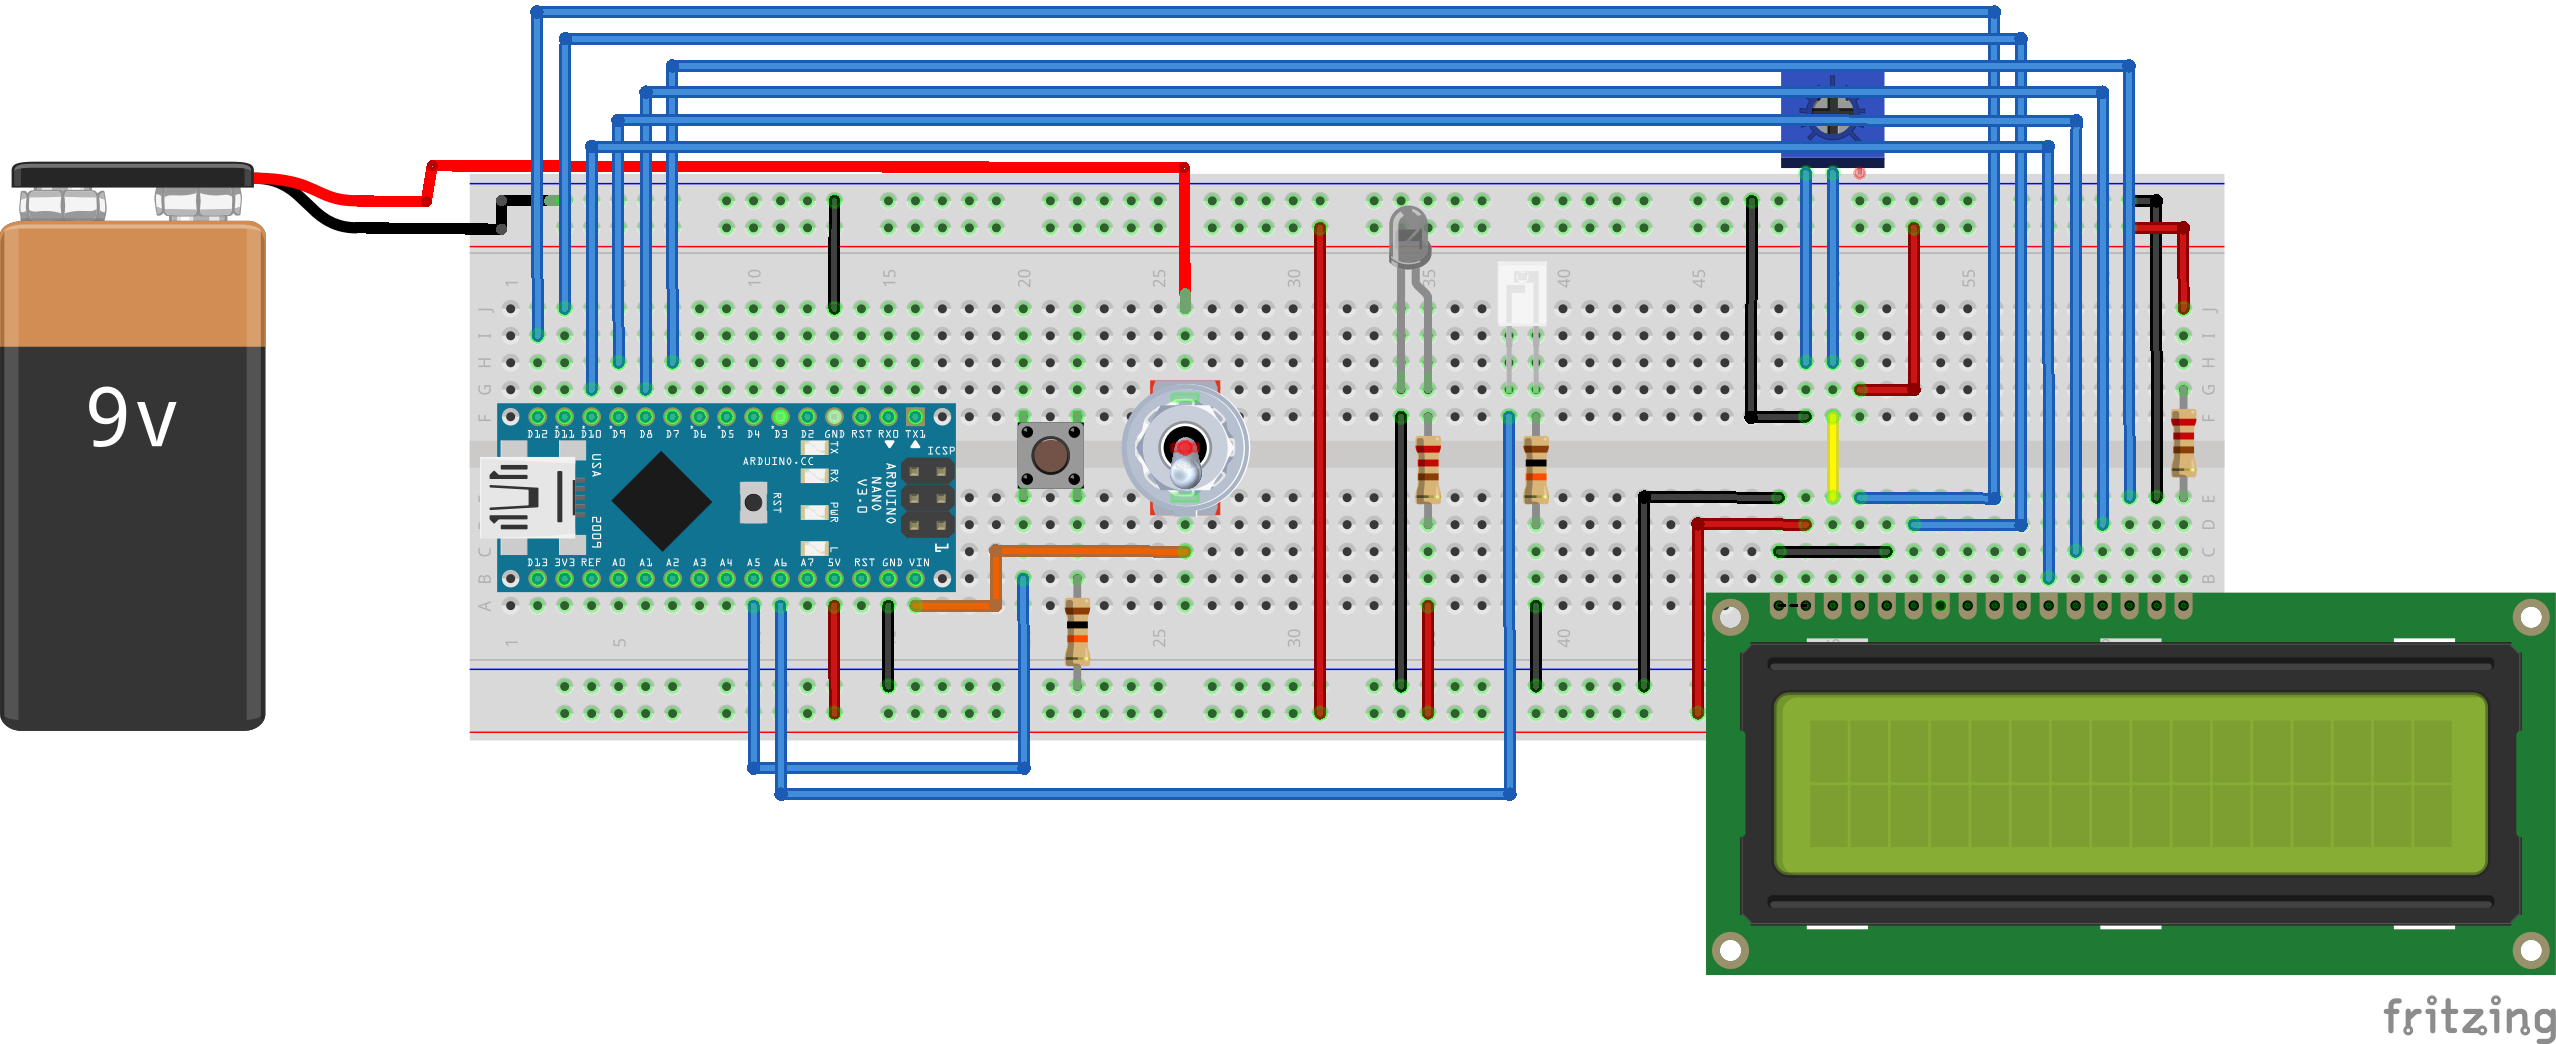 9v
1 10 15 20 25 30 35 40 45 55
J J
I I
H H
G G
F F
D12 D11 D10 D9 D8 D7 D6 D5 D4 D3 D2 GND RST RX0 TX1
TX
RX
PWR
L
ARDUINO.CC
ICSP
1
USA
2009
RST
ARDUINO
NANO
V3.0
E
D
C C
B B
A
D13 3V3 REF A0 A1 A2 A3 A4 A5 A6 A7 5V RST GND VIN
1 5 25 30 40
fritzing